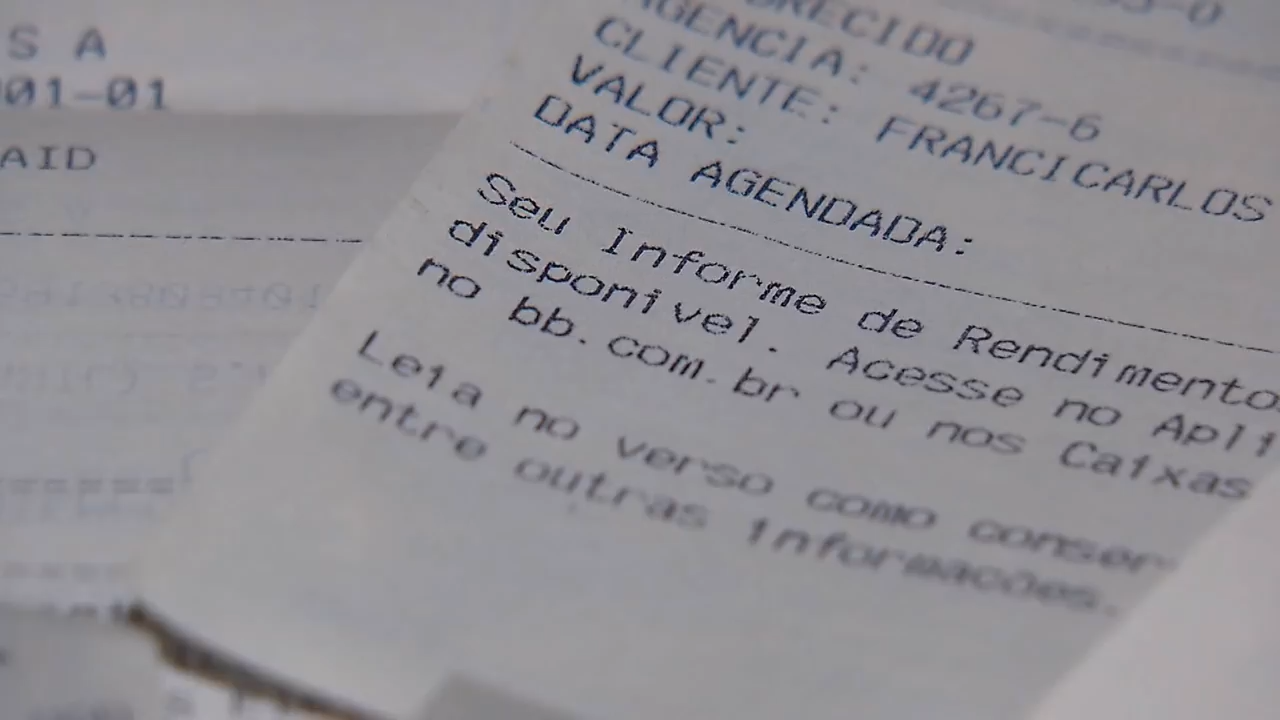 S A
001-01
AID
AGENCIA: 4267-6
CLIENTE: FRANCICARLOS
VALOR:
DATA AGENDADA:
Seu Informe de Rendimento
disponivel. Acesse no Apli
no bb.com.br ou nos Caixas
Leia no verso como conser
entre outras informacoes.